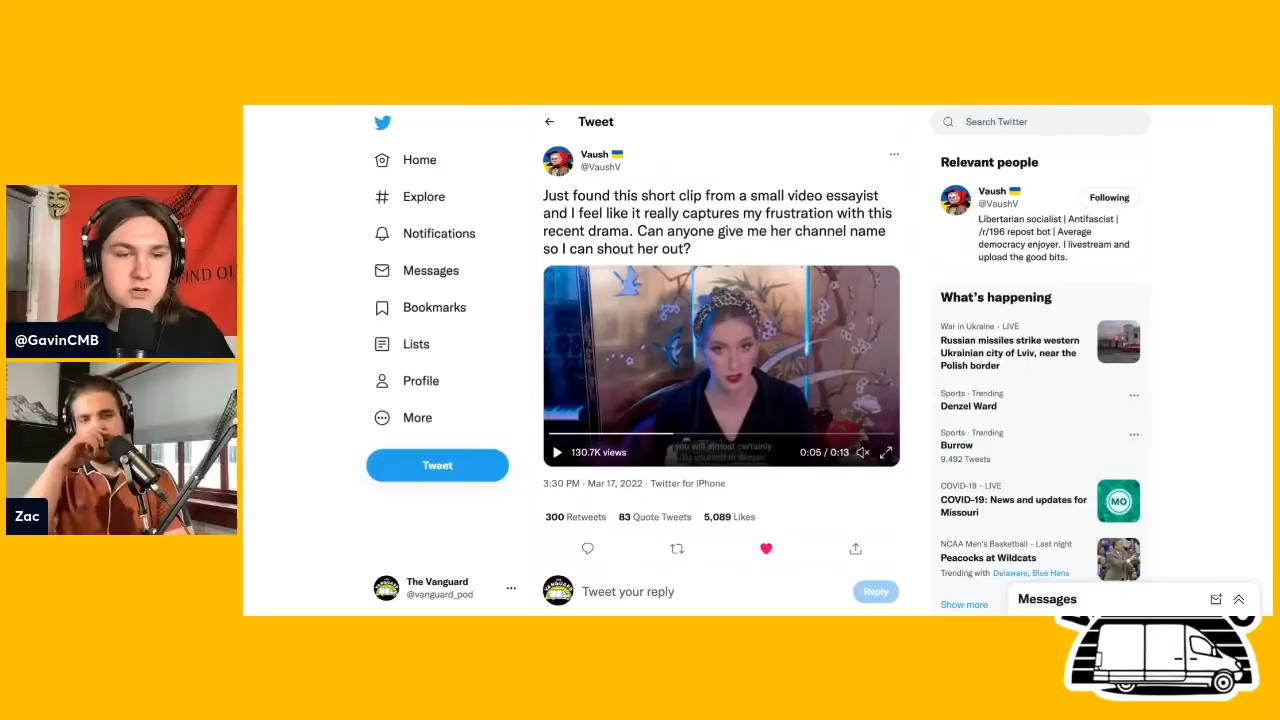 Home
Explore
Notifications
Messages
Bookmarks
Lists
Profile
More
Tweet
The Vanguard
@vanguard_pod
Tweet
Vaush
@VaushV
Just found this short clip from a small video essayist
and I feel like it really captures my frustration with this
recent drama. Can anyone give me her channel name
so I can shout her out?
you will almost certainly
130.7K views
0:05 / 0:13
3:30 PM · Mar 17, 2022 · Twitter for iPhone
300 Retweets 83 Quote Tweets 5,089 Likes
Tweet your reply
Reply
Search Twitter
Relevant people
Vaush
@VaushV
Following
Libertarian socialist | Antifascist |
/r/196 repost bot | Average
democracy enjoyer. I livestream and
upload the good bits.
What's happening
War in Ukraine · LIVE
Russian missiles strike western
Ukrainian city of Lviv, near the
Polish border
Sports · Trending
Denzel Ward
Sports · Trending
Burrow
9,492 Tweets
COVID-19 · LIVE
COVID-19: News and updates for
Missouri
MO
NCAA Men's Basketball · Last night
Peacocks at Wildcats
Trending with Delaware, Blue Hens
Show more
Messages
@GavinCMB
Zac